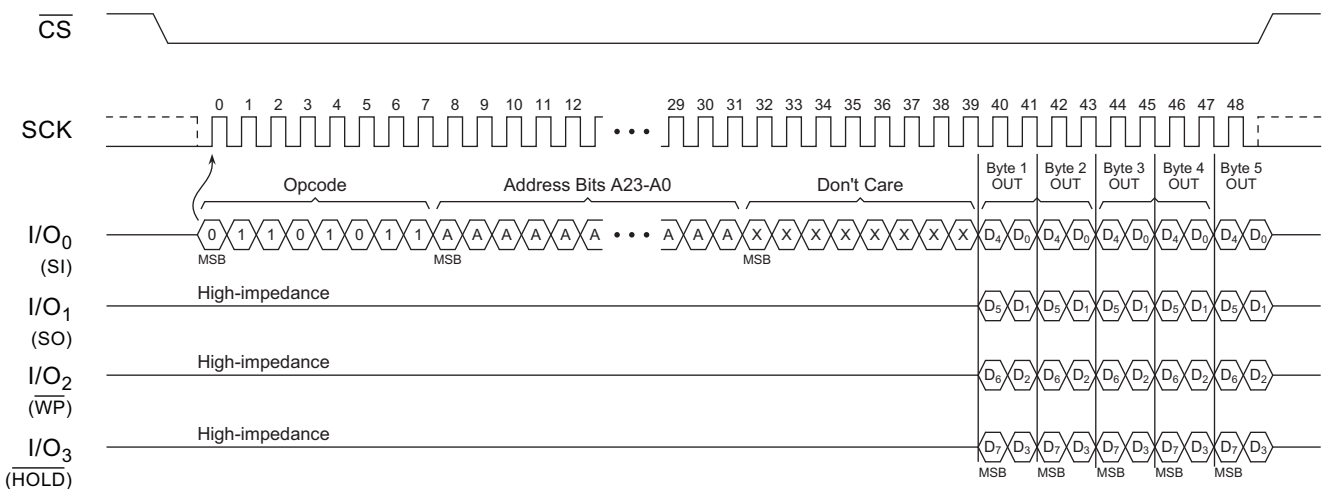 CS
SCK
0 1 2 3 4 5 6 7 8 9 10 11 12 29 30 31 32 33 34 35 36 37 38 39 40 41 42 43 44 45 46 47 48
• • •
Opcode
Address Bits A23-A0
Don't Care
Byte 1 OUT
Byte 2 OUT
Byte 3 OUT
Byte 4 OUT
Byte 5 OUT
I/O0 (SI)
0 1 1 0 1 0 1 1 A A A A A A • • • A A A X X X X X X X X D4 D0 D4 D0 D4 D0 D4 D0 D4 D0
MSB MSB MSB
I/O1 (SO)
High-impedance
D5 D1 D5 D1 D5 D1 D5 D1 D5 D1
I/O2 (WP)
High-impedance
D6 D2 D6 D2 D6 D2 D6 D2 D6 D2
I/O3 (HOLD)
High-impedance
D7 D3 D7 D3 D7 D3 D7 D3 D7 D3
MSB MSB MSB MSB MSB